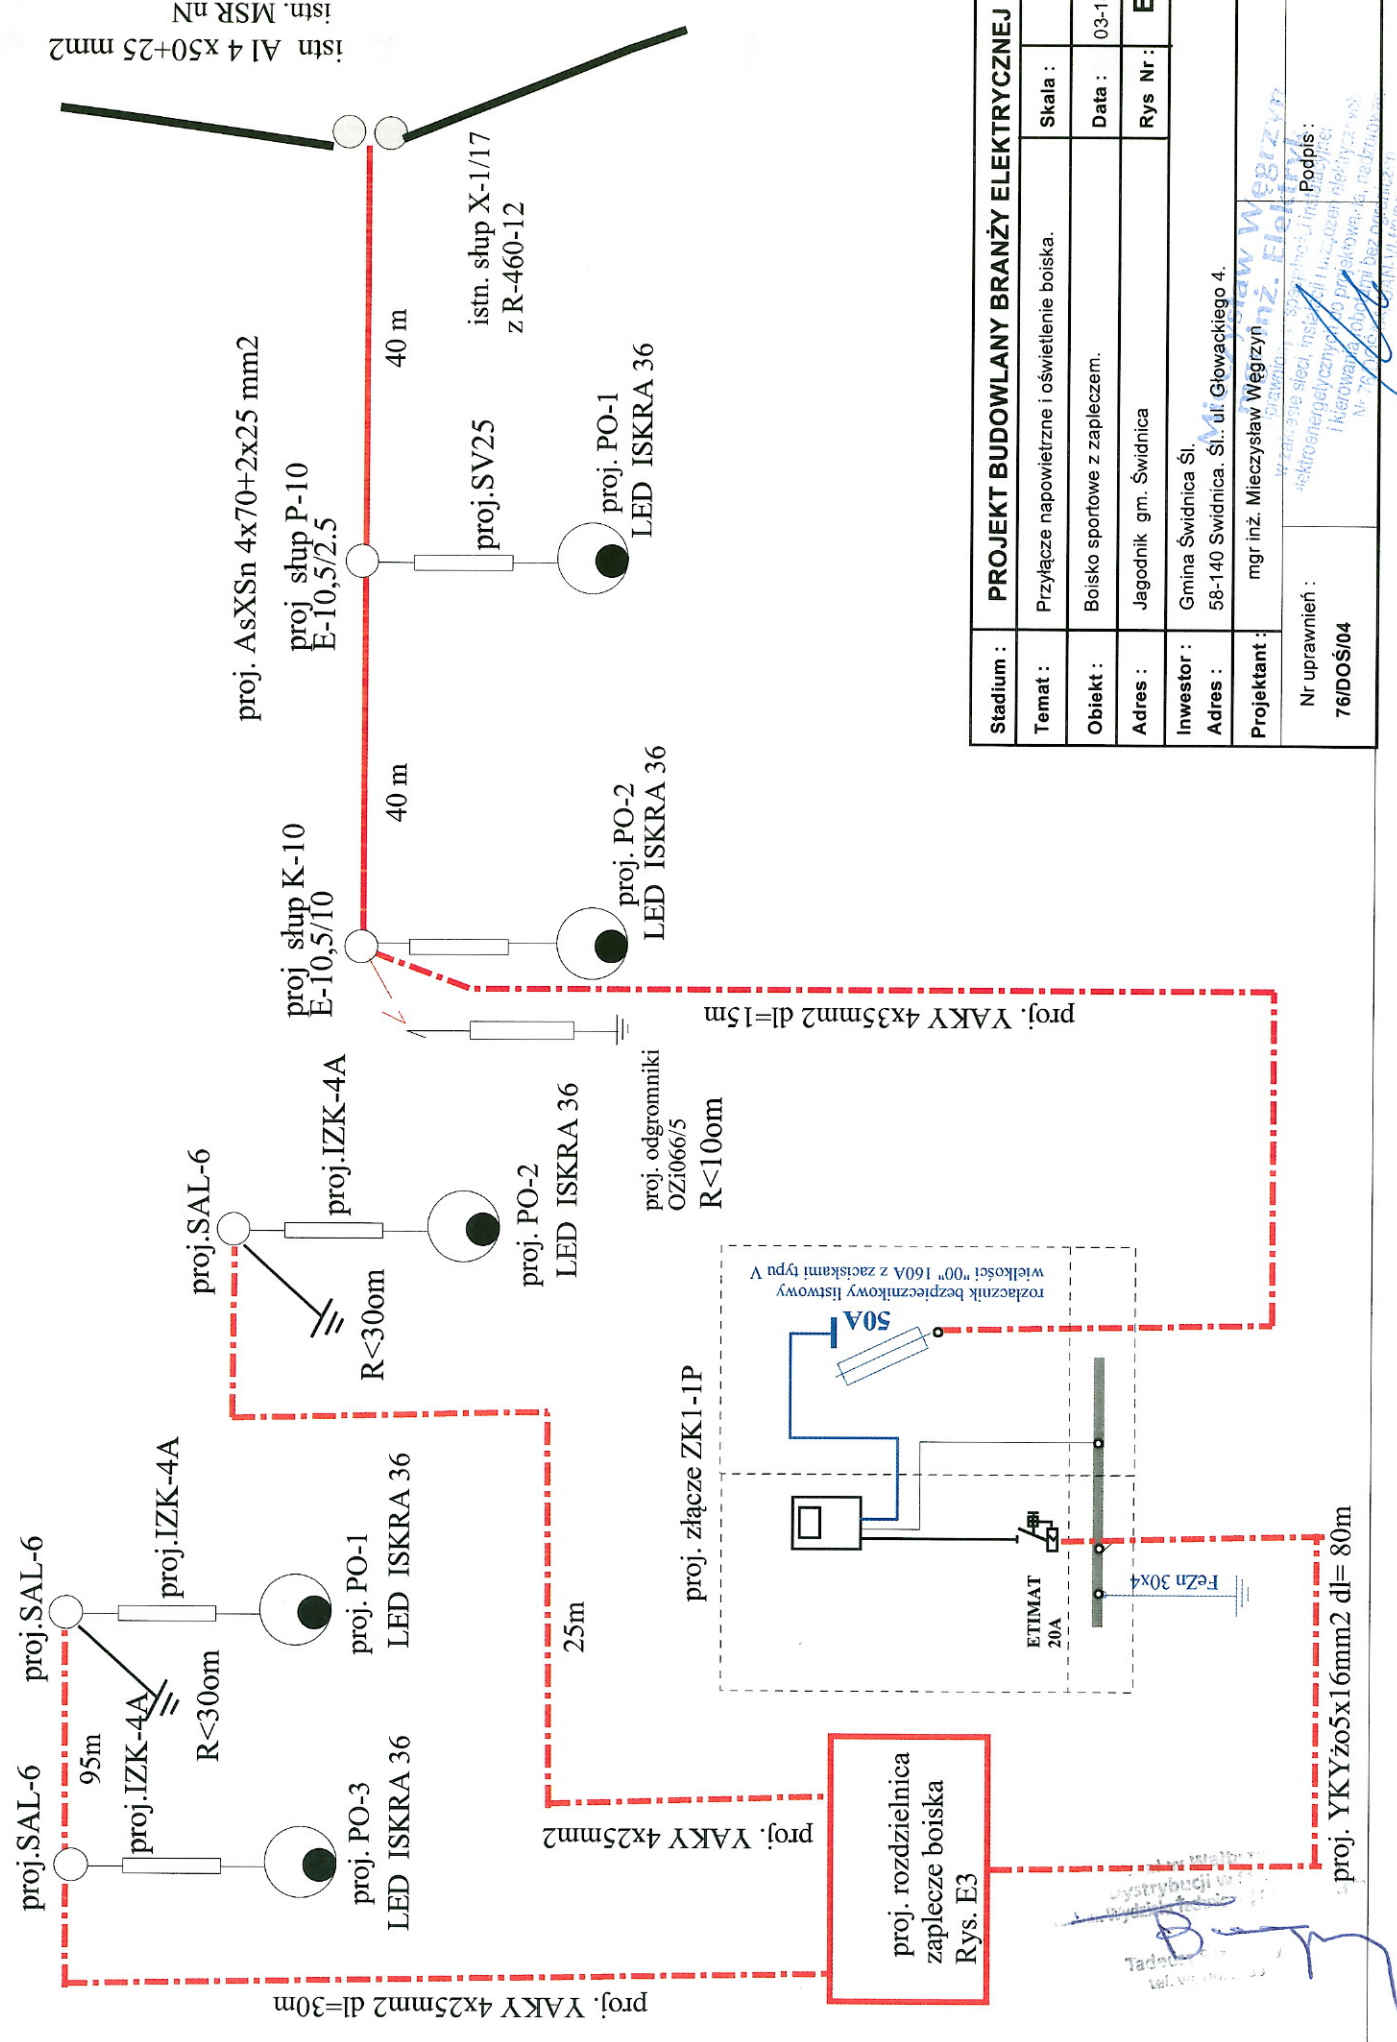 istn. MSR nN
istn Al 4 x50+25 mm2
istn. słup X-1/17
z R-460-12
40 m
proj. AsXSn 4x70+2x25 mm2
proj słup P-10
E-10,5/2.5
proj.SV25
proj. PO-1
LED ISKRA 36
40 m
proj słup K-10
E-10,5/10
proj. PO-2
LED ISKRA 36
proj. YAKY 4x35mm2 dl=15m
proj. odgromniki
OZi066/5
R<10om
proj.SAL-6
proj.IZK-4A
R<30om
proj. PO-2
LED ISKRA 36
proj.SAL-6
proj.IZK-4A
R<30om
proj. PO-1
LED ISKRA 36
95m
proj.SAL-6
proj.IZK-4A
proj. PO-3
LED ISKRA 36
25m
proj. YAKY 4x25mm2
proj. YAKY 4x25mm2 dl=30m
proj. rozdzielnica
zaplecze boiska
Rys. E3
proj. złącze ZK1-1P
rozłacznik bezpiecznikowy listwowy
wielkości "00" 160A z zaciskami typu V
50A
ETIMAT
20A
FeZn 30x4
proj. YKYżo5x16mm2 dl= 80m
Stadium : PROJEKT BUDOWLANY BRANŻY ELEKTRYCZNEJ
Temat : Przyłącze napowietrzne i oświetlenie boiska. Skala :
Obiekt : Boisko sportowe z zapleczem. Data : 03-1
Adres : Jagodnik gm. Świdnica Rys Nr : E
Inwestor : Gmina Świdnica Śl.
Adres : 58-140 Swidnica. Śl.. ul. Głowackiego 4.
Projektant : mgr inż. Mieczysław Węgrzyn
Nr uprawnień : Podpis :
76/DOŚ/04
Mieczysław Węgrzyn
mgr inż. Elektryk